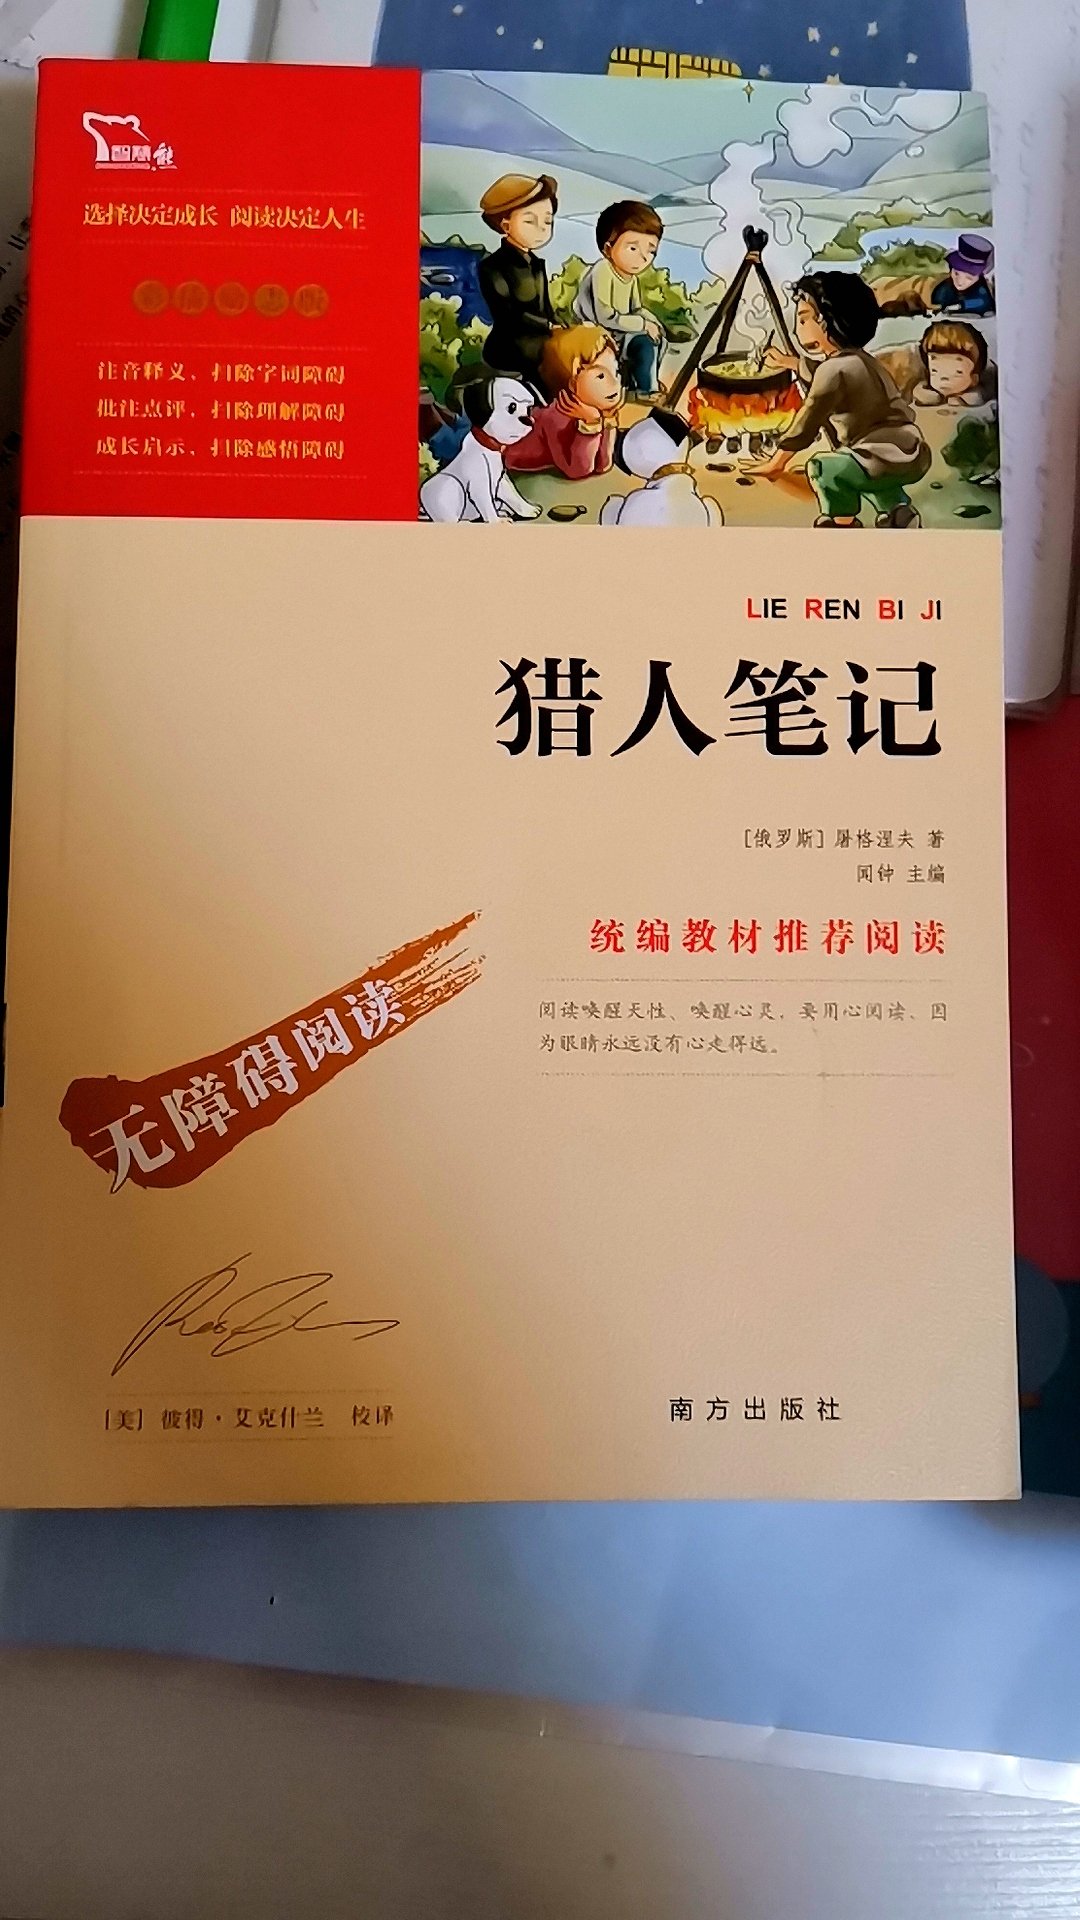 智慧熊
选择决定成长 阅读决定人生
注音释义，扫除字词障碍
批注点评，扫除理解障碍
成长启示，扫除感悟障碍
LIE REN BI JI
猎人笔记
[俄罗斯] 屠格涅夫 著
闻钟 主编
统编教材推荐阅读
阅读唤醒天性、唤醒心灵，要用心阅读，因
为眼睛永远没有心走得远。
无障碍阅读
[美] 彼得·艾克什兰 校译
南方出版社